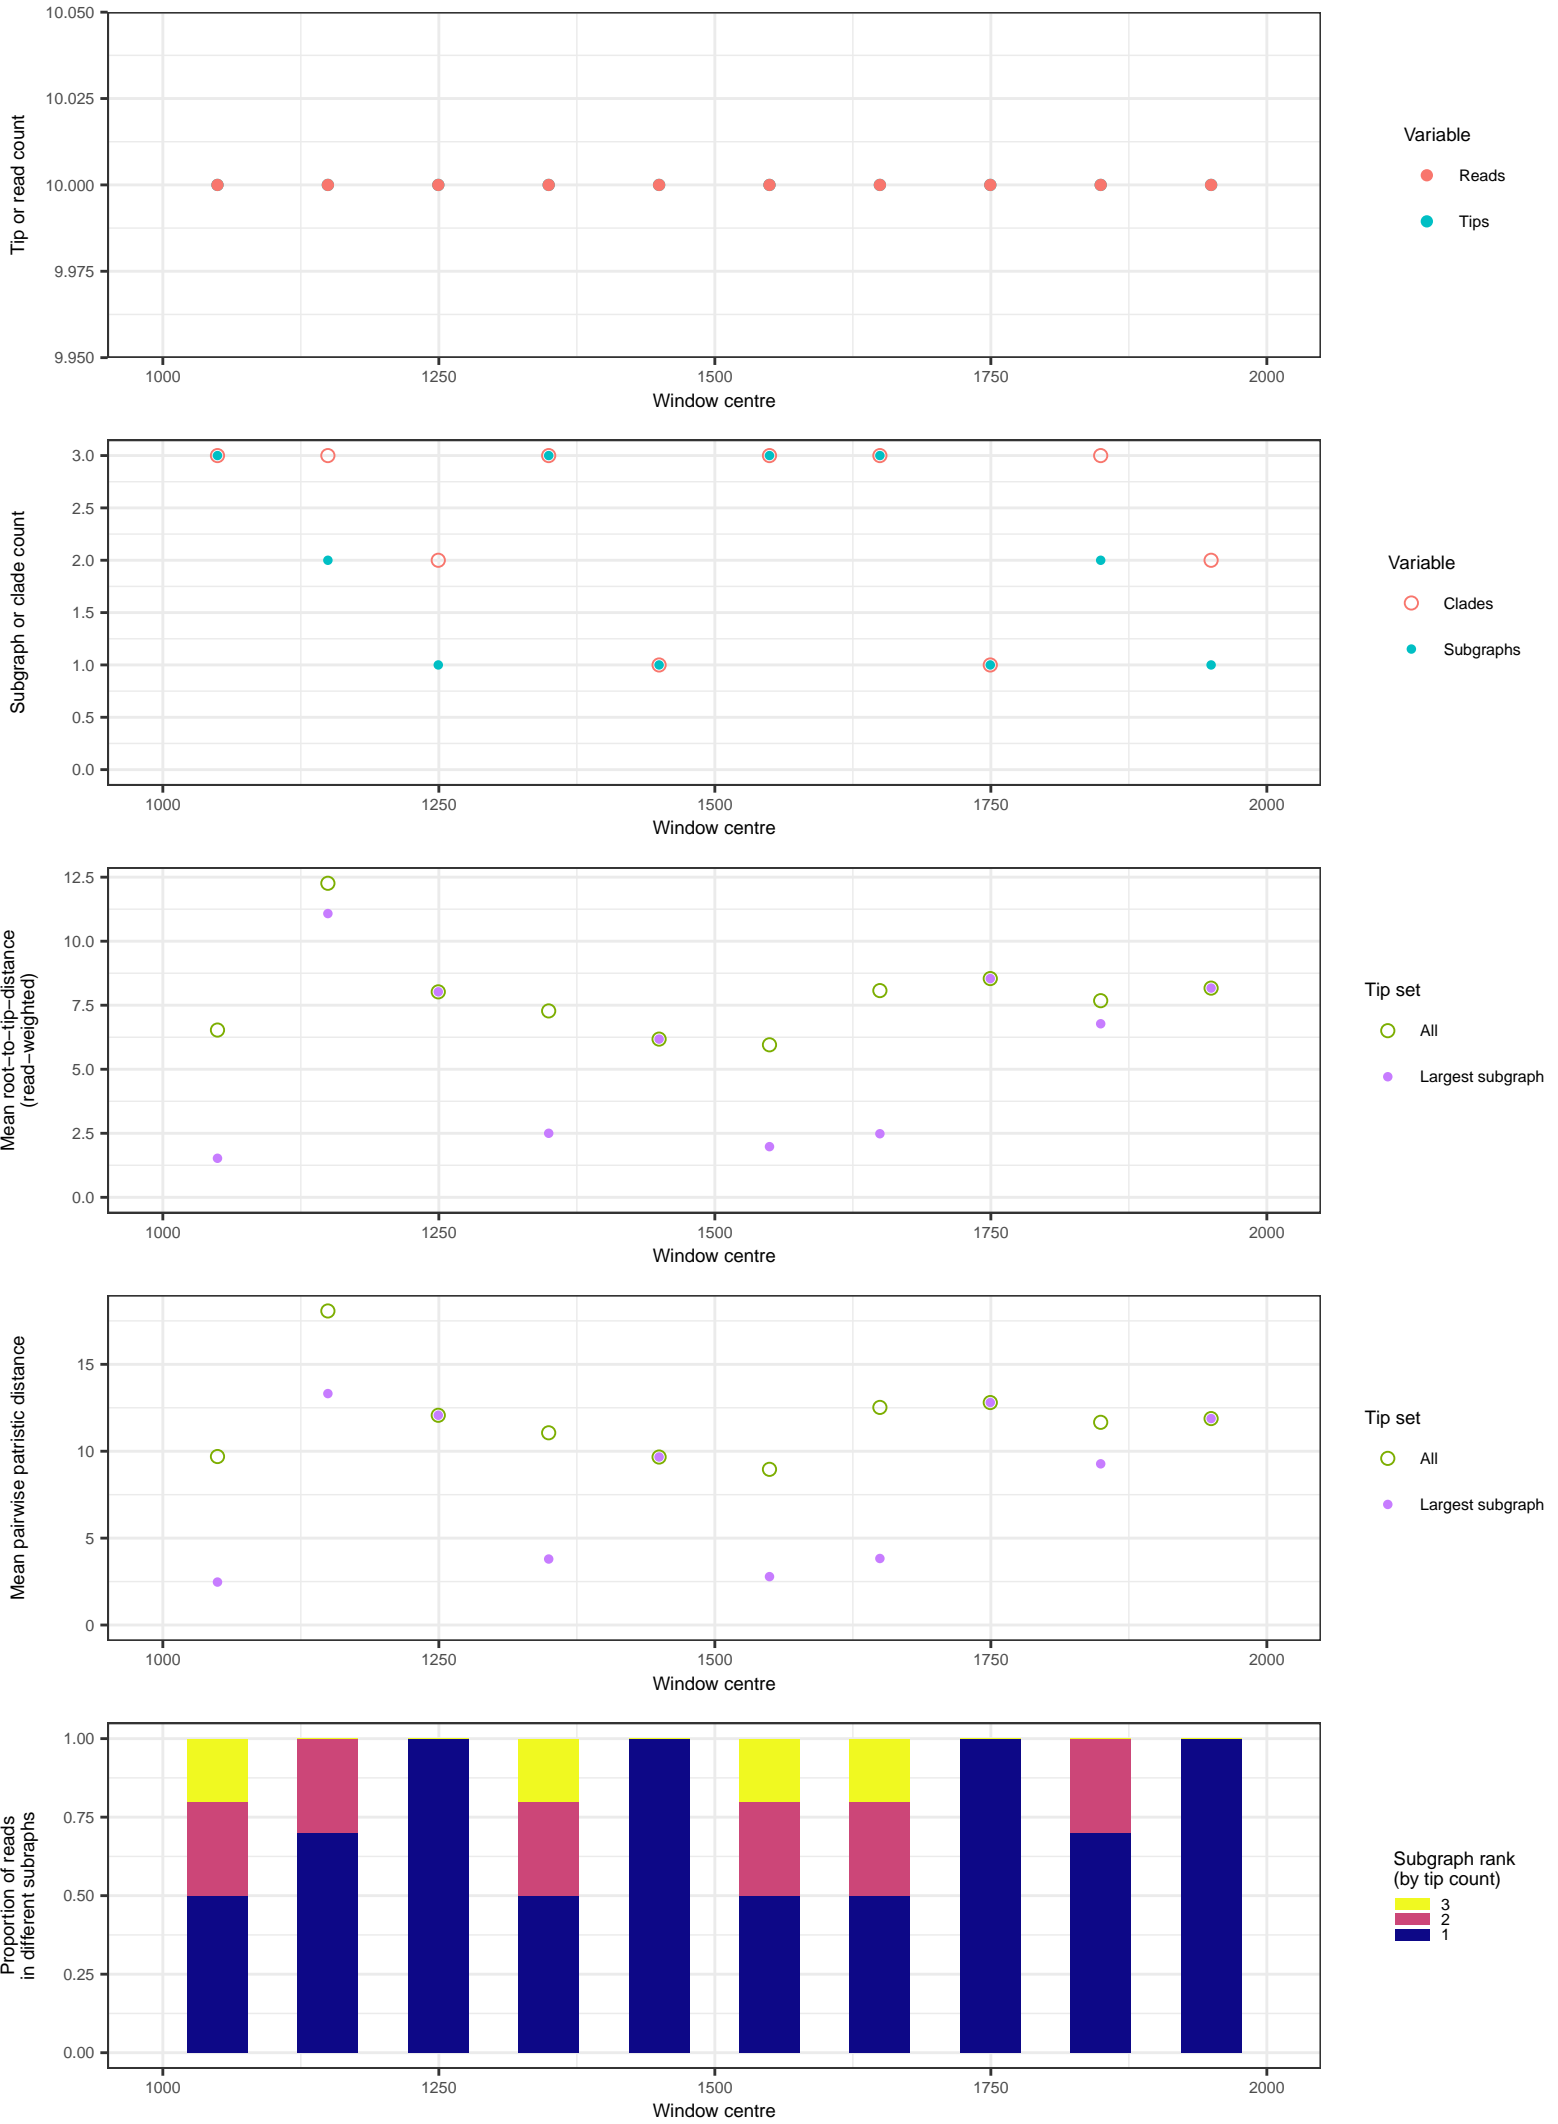 10.050
10.025
10.000
9.975
9.950
Tip or read count
1000 1250 1500 1750 2000
Window centre
Variable
Reads
Tips
3.0
2.5
2.0
1.5
1.0
0.5
0.0
Subgraph or clade count
1000 1250 1500 1750 2000
Window centre
Variable
Clades
Subgraphs
12.5
10.0
7.5
5.0
2.5
0.0
Mean root−to−tip−distance
(read−weighted)
1000 1250 1500 1750 2000
Window centre
Tip set
All
Largest subgraph
15
10
5
0
Mean pairwise patristic distance
1000 1250 1500 1750 2000
Window centre
Tip set
All
Largest subgraph
1.00
0.75
0.50
0.25
0.00
Proportion of reads
in different subraphs
1000 1250 1500 1750 2000
Window centre
Subgraph rank
(by tip count)
3
2
1